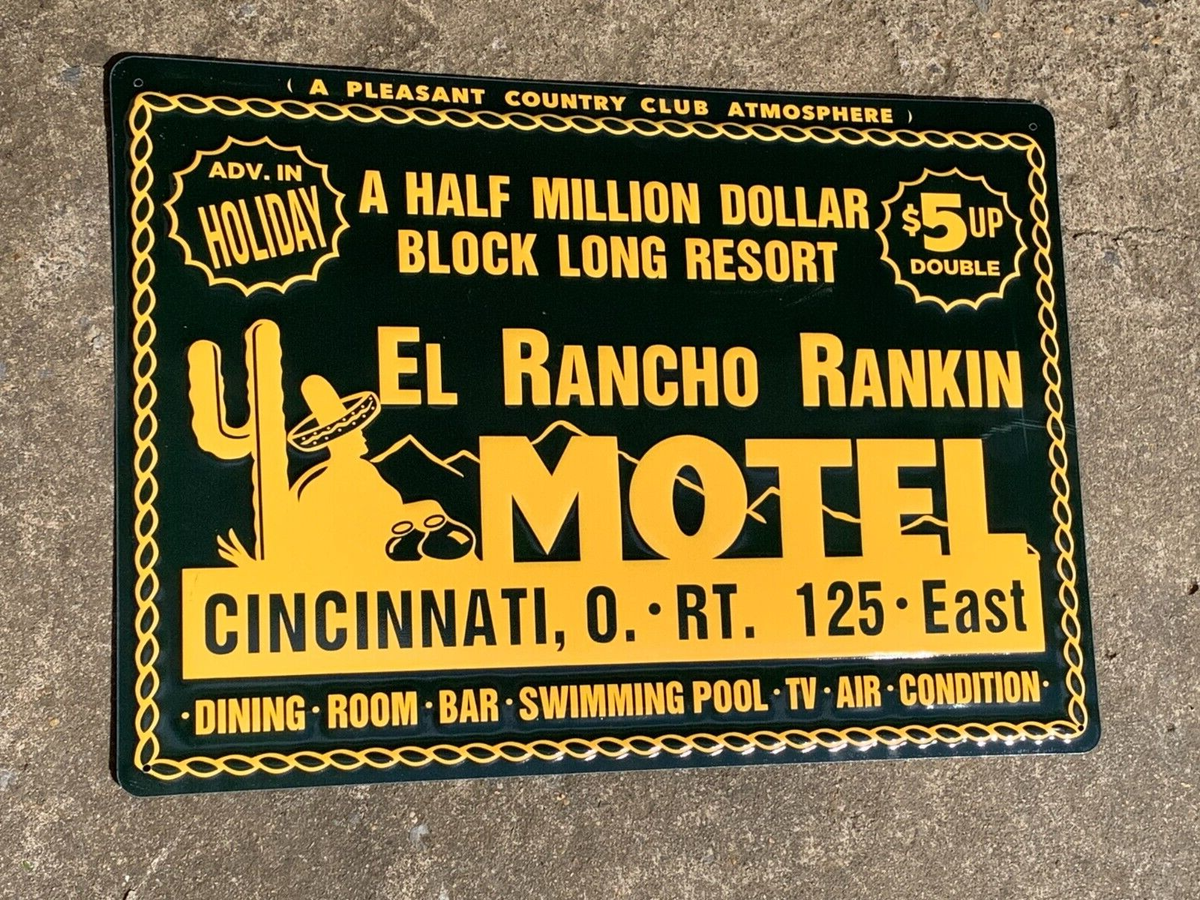 ( A PLEASANT COUNTRY CLUB ATMOSPHERE )
ADV. IN
HOLIDAY
A HALF MILLION DOLLAR
BLOCK LONG RESORT
$5 UP
DOUBLE
EL RANCHO RANKIN
MOTEL
CINCINNATI, O. · RT. 125 · East
· DINING · ROOM · BAR · SWIMMING POOL · TV · AIR · CONDITION ·